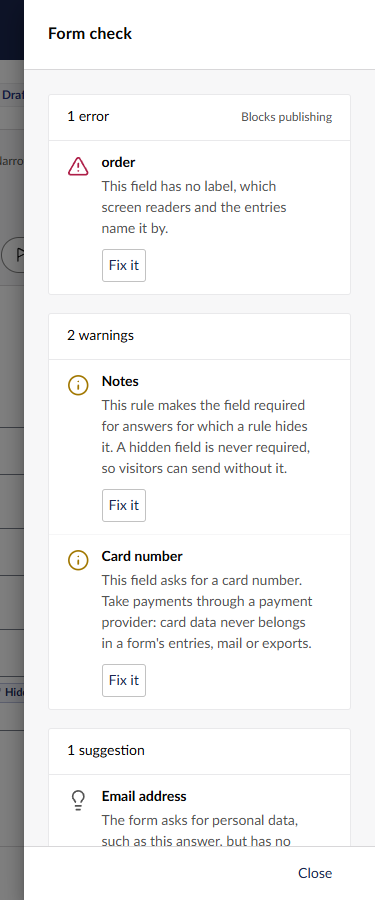 Form check
1 error
Blocks publishing
order
This field has no label, which
screen readers and the entries
name it by.
Fix it
2 warnings
Notes
This rule makes the field required
for answers for which a rule hides
it. A hidden field is never required,
so visitors can send without it.
Fix it
Card number
This field asks for a card number.
Take payments through a payment
provider: card data never belongs
in a form's entries, mail or exports.
Fix it
1 suggestion
Email address
The form asks for personal data,
such as this answer, but has no
Close